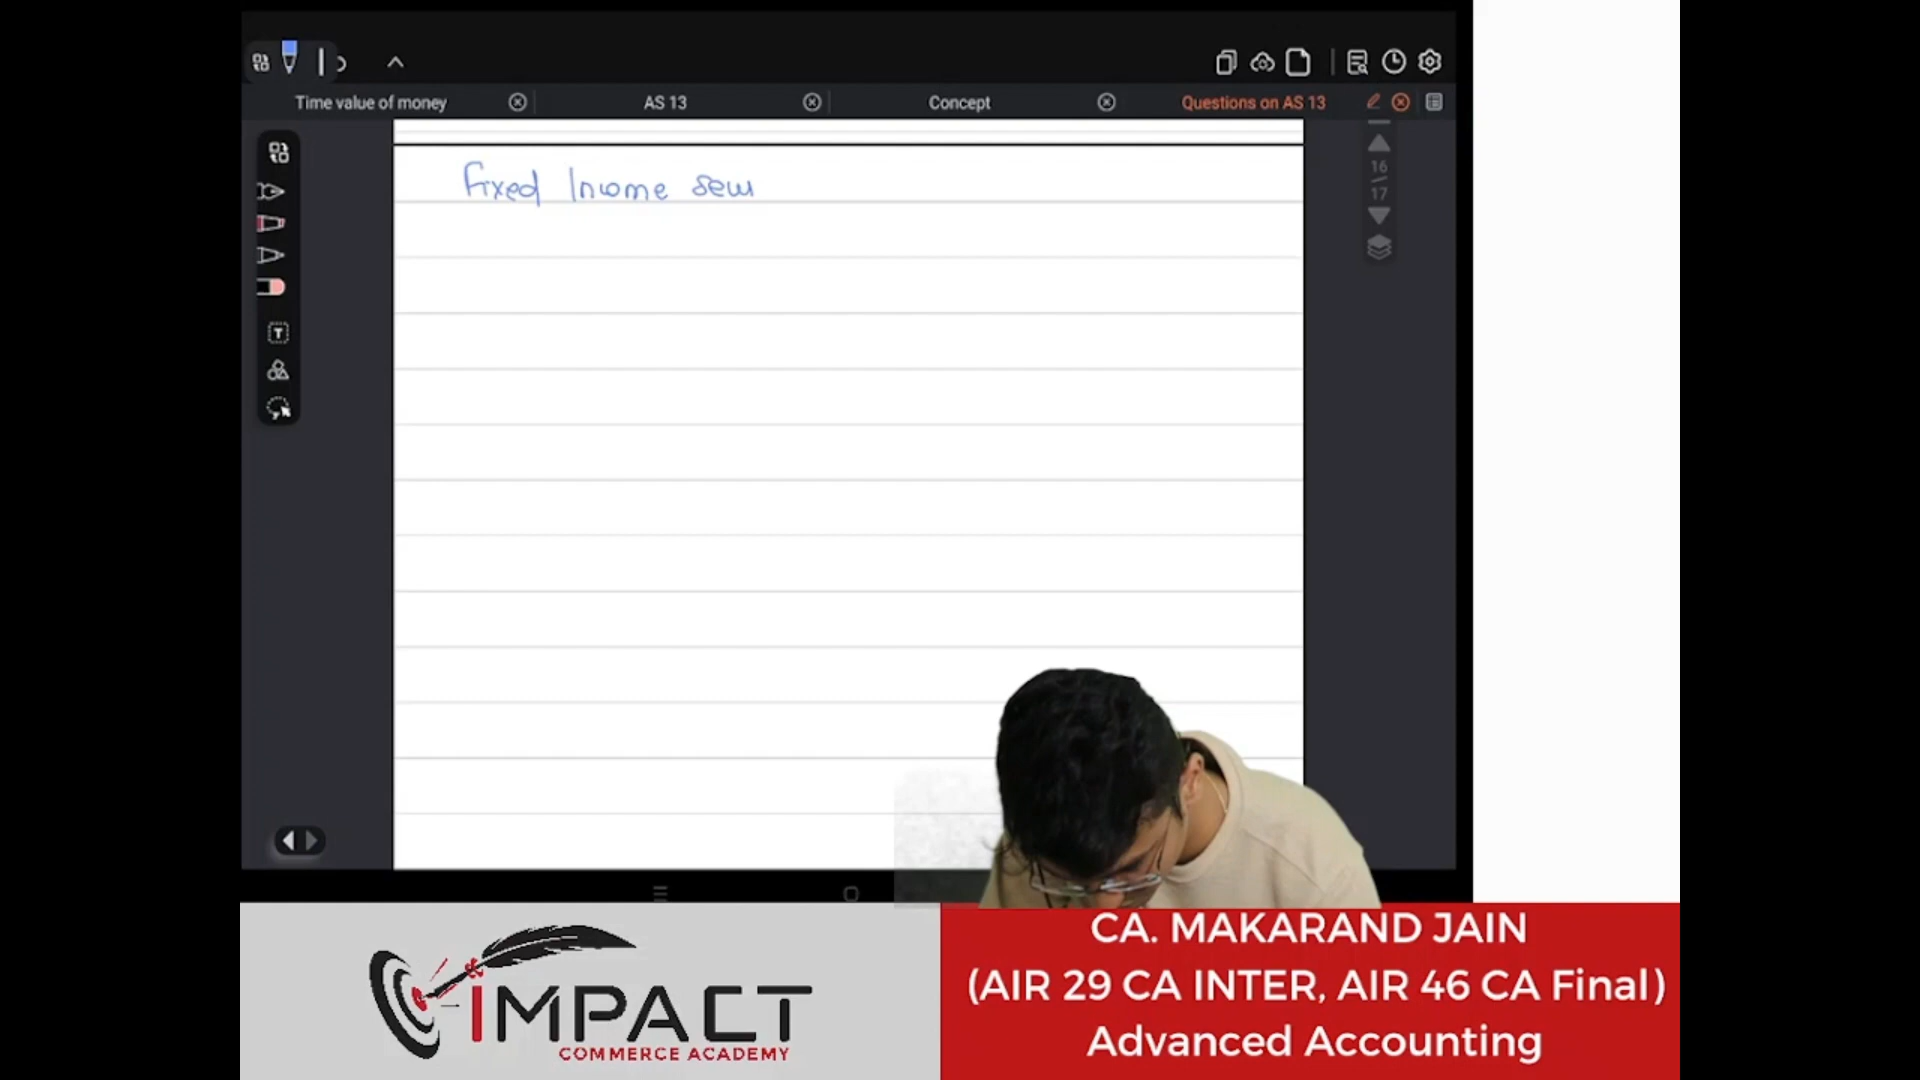 Time value of money
AS 13
Concept
Questions on AS 13
Fixed Income Secu
16
17
T
IMPACT
COMMERCE ACADEMY
CA. MAKARAND JAIN
(AIR 29 CA INTER, AIR 46 CA Final)
Advanced Accounting